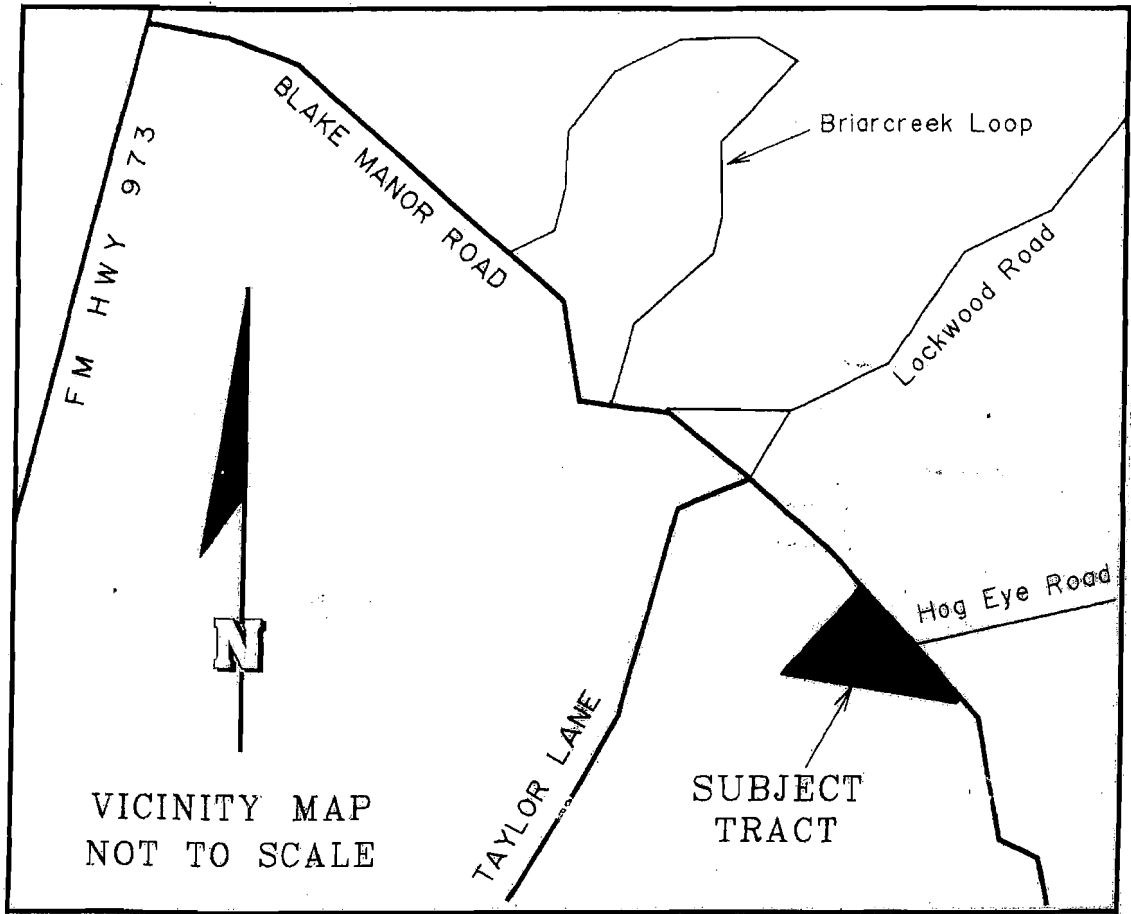 BLAKE MANOR ROAD
Briarcreek Loop
FM HWY 973
Lockwood Road
Hog Eye Road
N
TAYLOR LANE
SUBJECT
TRACT
VICINITY MAP
NOT TO SCALE